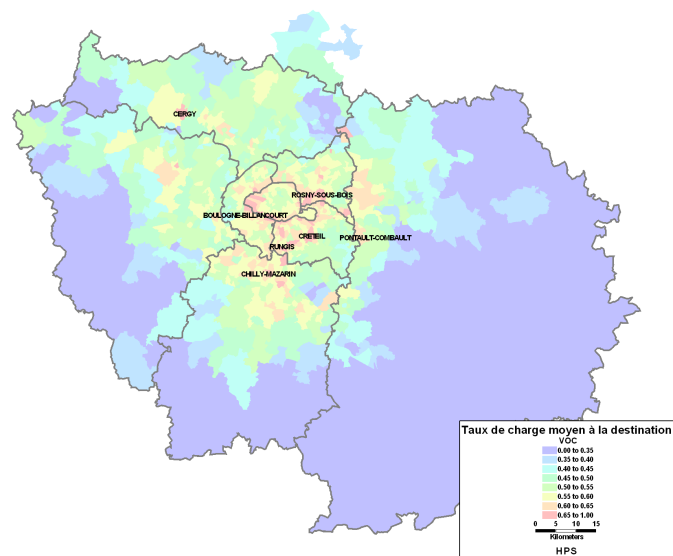 CERGY
ROSNY-SOUS-BOIS
BOULOGNE-BILLANCOURT
CRETEIL
PONTAULT-COMBAULT
RUNGIS
CHILLY-MAZARIN
Taux de charge moyen à la destination
VOC
0.00 to 0.35
0.35 to 0.40
0.40 to 0.45
0.45 to 0.50
0.50 to 0.55
0.55 to 0.60
0.60 to 0.65
0.65 to 1.00
0 5 10 15
Kilometers
HPS